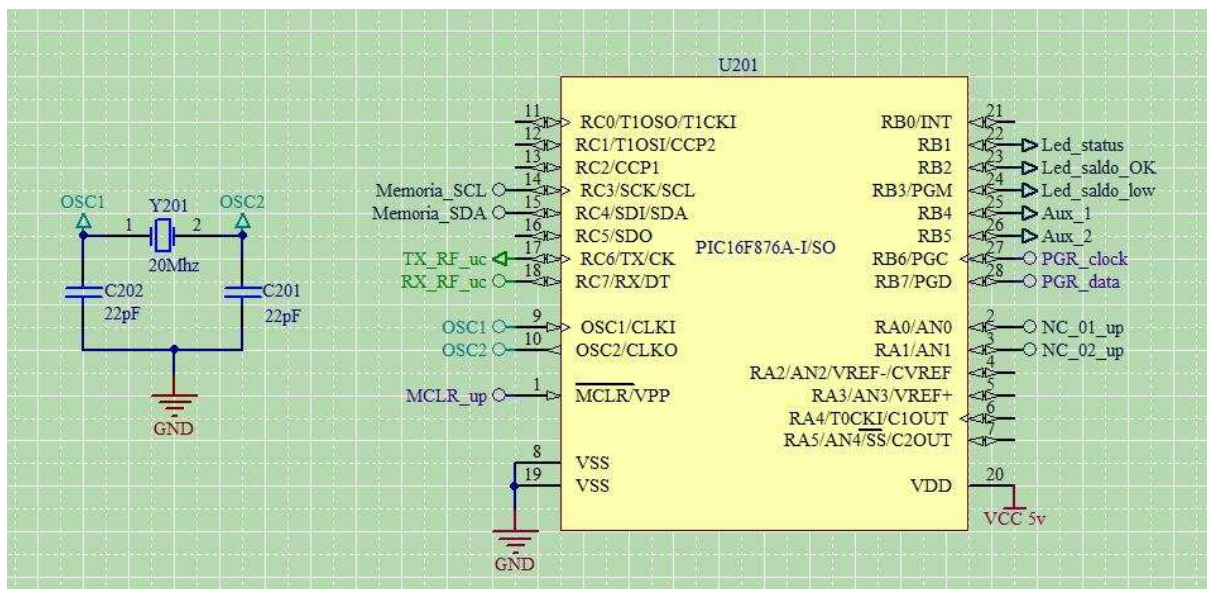 OSC1
OSC2
Y201
1
2
20Mhz
C202
22pF
C201
22pF
GND
U201
PIC16F876A-I/SO
11 RC0/T1OSO/T1CKI
12 RC1/T1OSI/CCP2
13 RC2/CCP1
Memoria_SCL 14 RC3/SCK/SCL
Memoria_SDA 15 RC4/SDI/SDA
16 RC5/SDO
TX_RF_uc 17 RC6/TX/CK
RX_RF_uc 18 RC7/RX/DT
OSC1 9 OSC1/CLKI
OSC2 10 OSC2/CLKO
MCLR_up 1 MCLR/VPP
8 VSS
19 VSS
GND
RB0/INT 21
RB1 22 Led_status
RB2 23 Led_saldo_OK
RB3/PGM 24 Led_saldo_low
RB4 25 Aux_1
RB5 26 Aux_2
RB6/PGC 27 PGR_clock
RB7/PGD 28 PGR_data
RA0/AN0 2 NC_01_up
RA1/AN1 3 NC_02_up
RA2/AN2/VREF-/CVREF 4
RA3/AN3/VREF+ 5
RA4/T0CKI/C1OUT 6
RA5/AN4/SS/C2OUT 7
VDD 20
VCC 5v